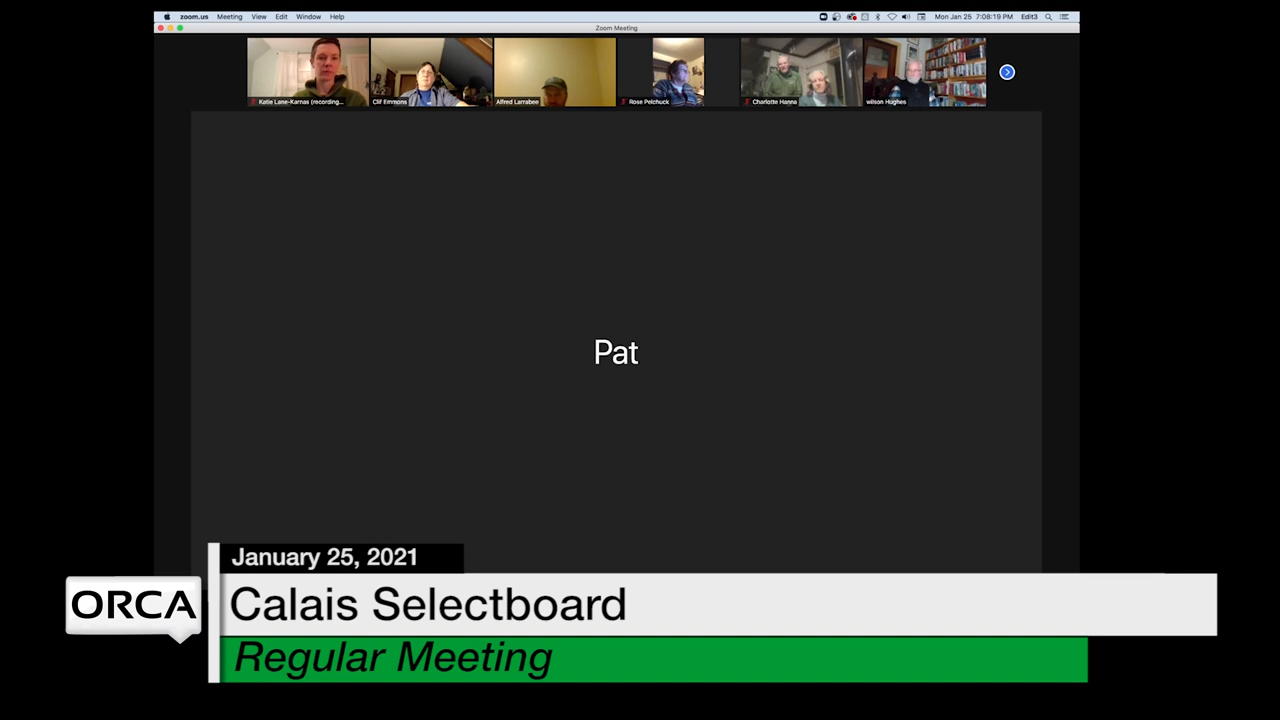 zoom.us Meeting View Edit Window Help Mon Jan 25 7:08:19 PM Edit3
Zoom Meeting
Katie Lane-Karnas (recording... Clif Emmons Alfred Larrabee Rose Pelchuck Charlotte Hanna wilson Hughes
Pat
January 25, 2021
ORCA
Calais Selectboard
Regular Meeting